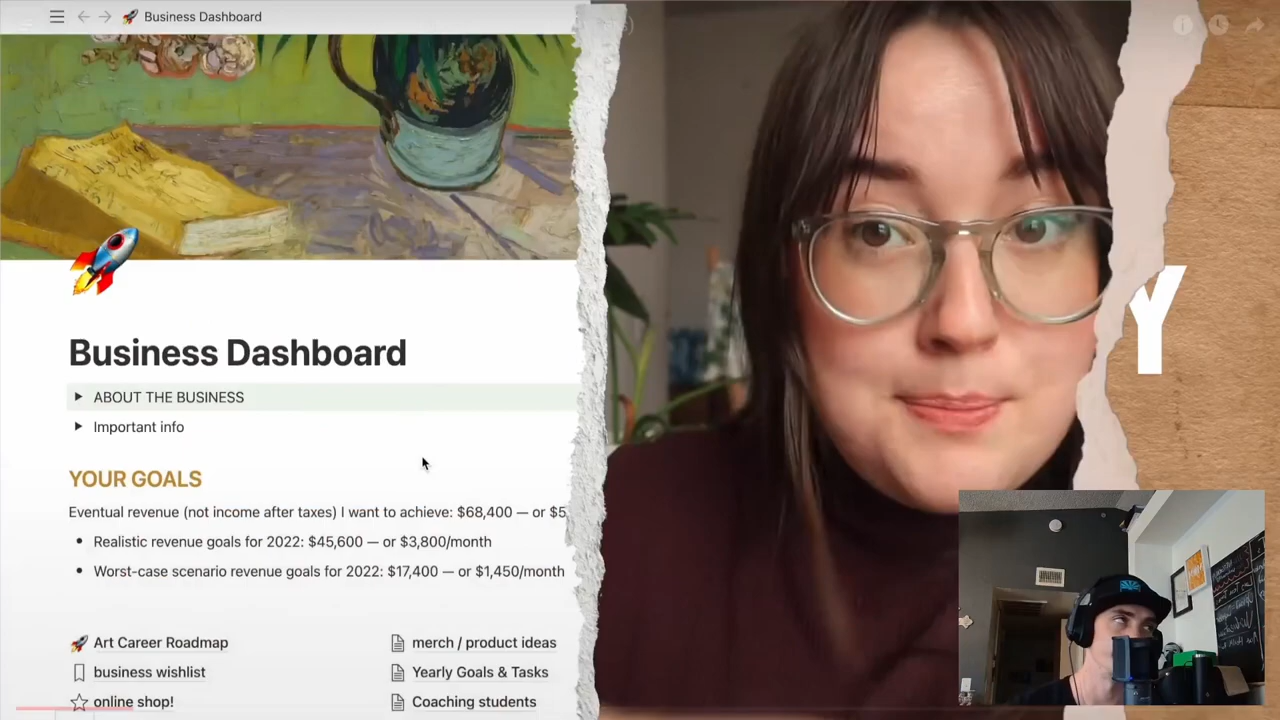 Business Dashboard
Business Dashboard
ABOUT THE BUSINESS
Important info
YOUR GOALS
Eventual revenue (not income after taxes) I want to achieve: $68,400 — or $5
Realistic revenue goals for 2022: $45,600 — or $3,800/month
Worst-case scenario revenue goals for 2022: $17,400 — or $1,450/month
Art Career Roadmap
merch / product ideas
business wishlist
Yearly Goals & Tasks
online shop!
Coaching students
Y